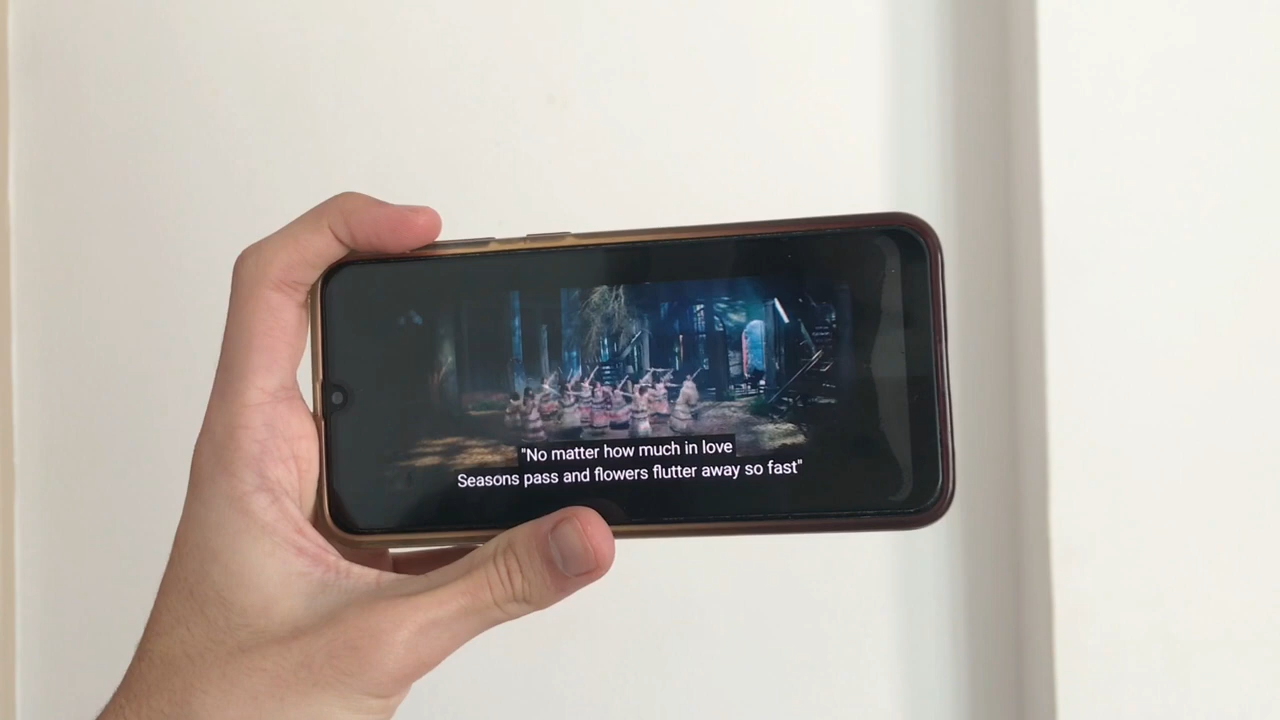 "No matter how much in love
Seasons pass and flowers flutter away so fast"